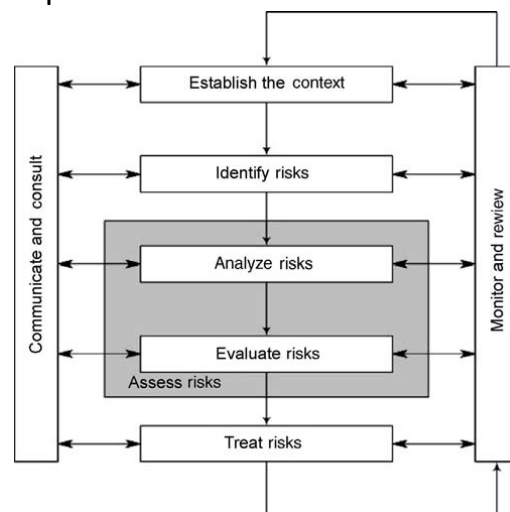 Establish the context
Identify risks
Analyze risks
Evaluate risks
Assess risks
Treat risks
Communicate and consult
Monitor and rewiew